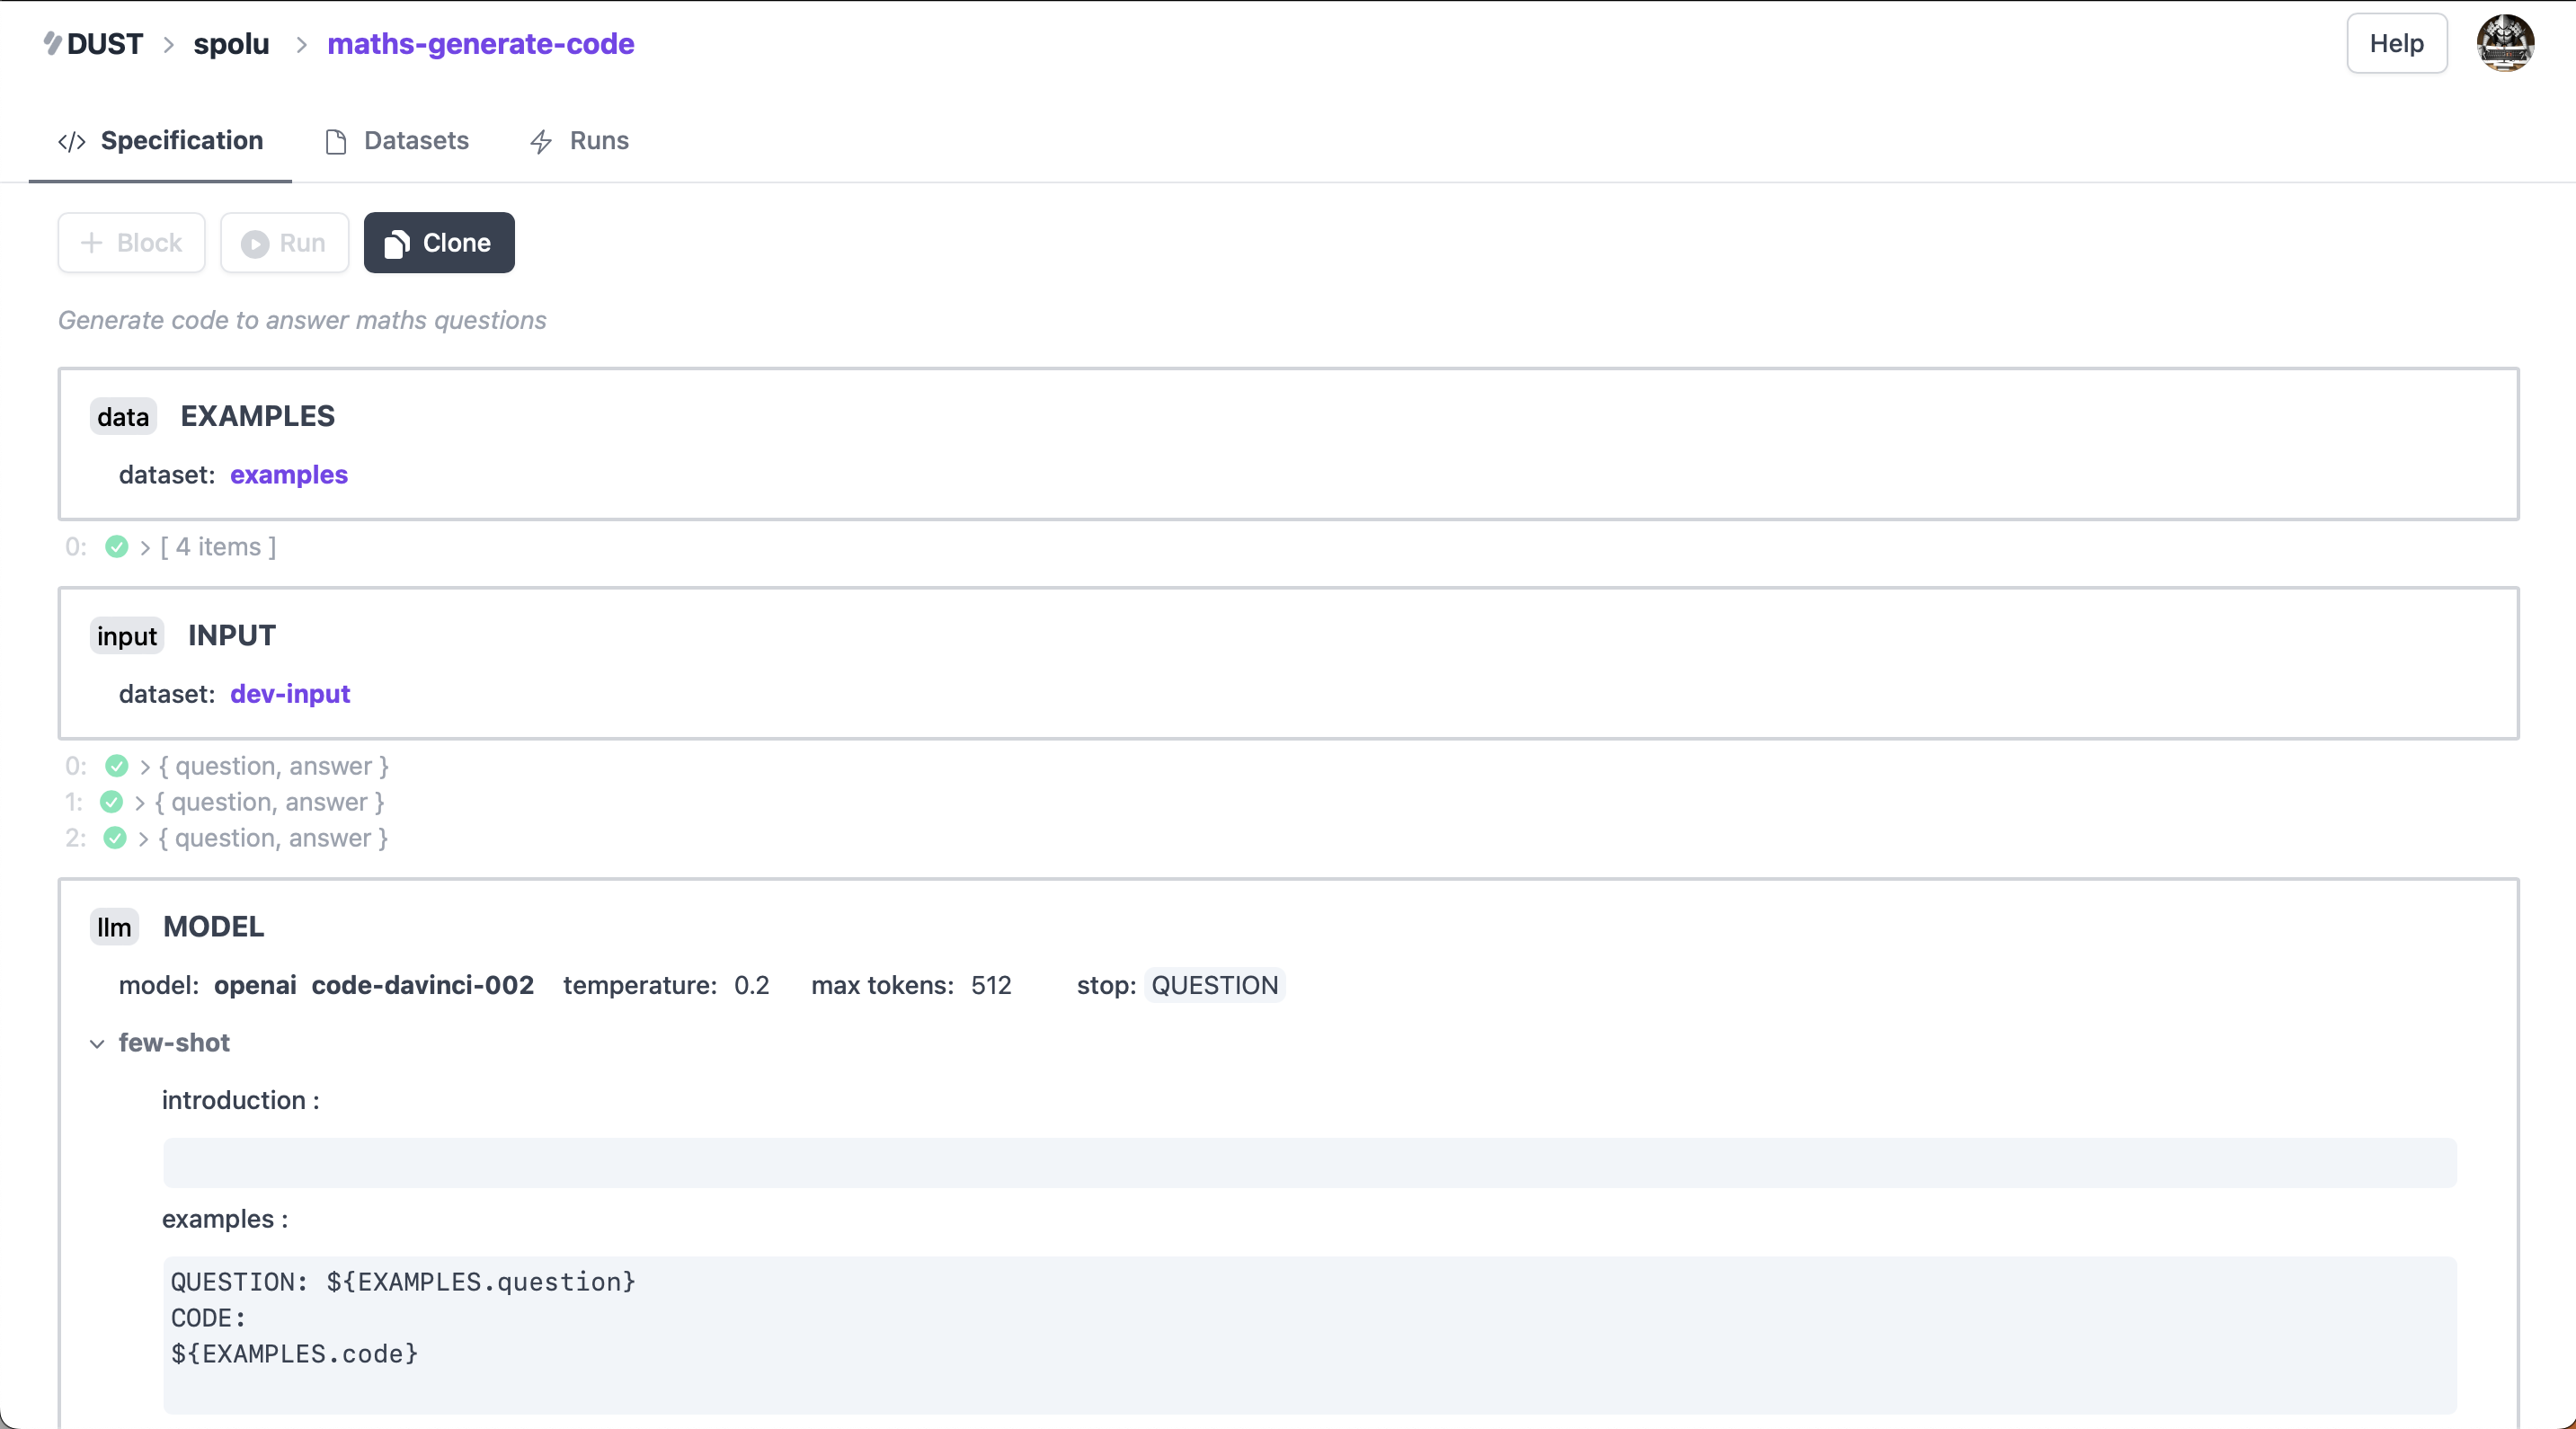 DUST > spolu > maths-generate-code Help
</> Specification Datasets Runs
+ Block Run Clone
Generate code to answer maths questions
data EXAMPLES
dataset: examples
0: > [ 4 items ]
input INPUT
dataset: dev-input
0: > { question, answer }
1: > { question, answer }
2: > { question, answer }
llm MODEL
model: openai code-davinci-002 temperature: 0.2 max tokens: 512 stop: QUESTION
few-shot
introduction :
examples :
QUESTION: ${EXAMPLES.question}
CODE:
${EXAMPLES.code}